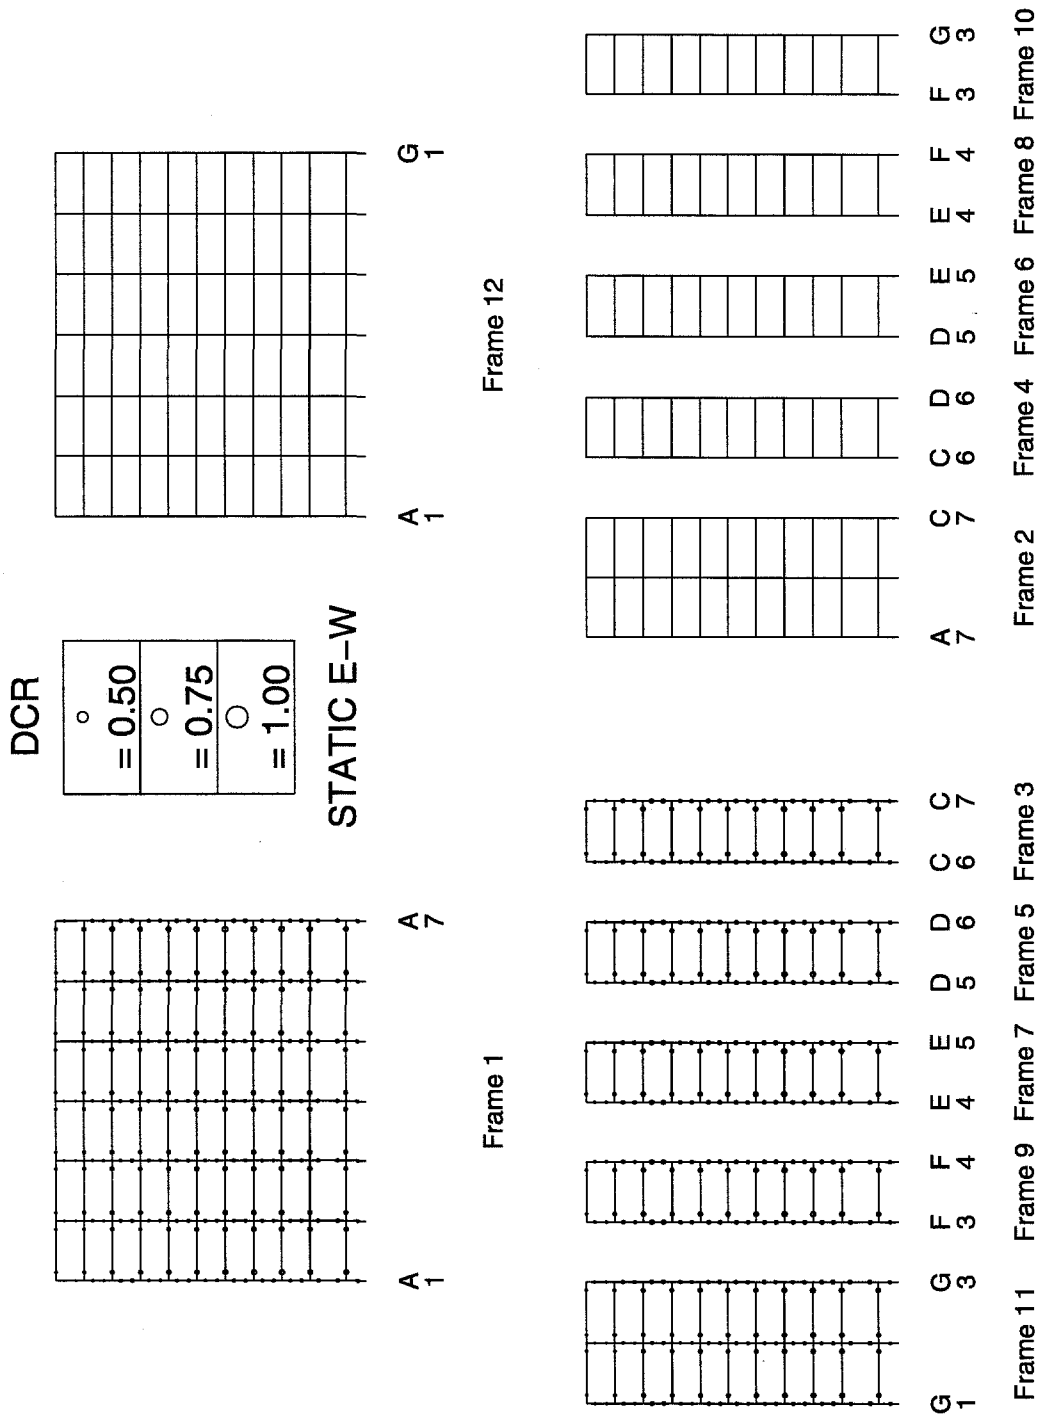 DCR
= 0.50
= 0.75
= 1.00
STATIC E–W
A 1
A 7
Frame 1
A 1
G 1
Frame 12
G 1
G 3
Frame 11
F 3
F 4
Frame 9
E 4
E 5
Frame 7
D 5
D 6
Frame 5
C 6
C 7
Frame 3
A 7
C 7
Frame 2
C 6
D 6
Frame 4
D 5
E 5
Frame 6
E 4
F 4
Frame 8
F 3
G 3
Frame 10